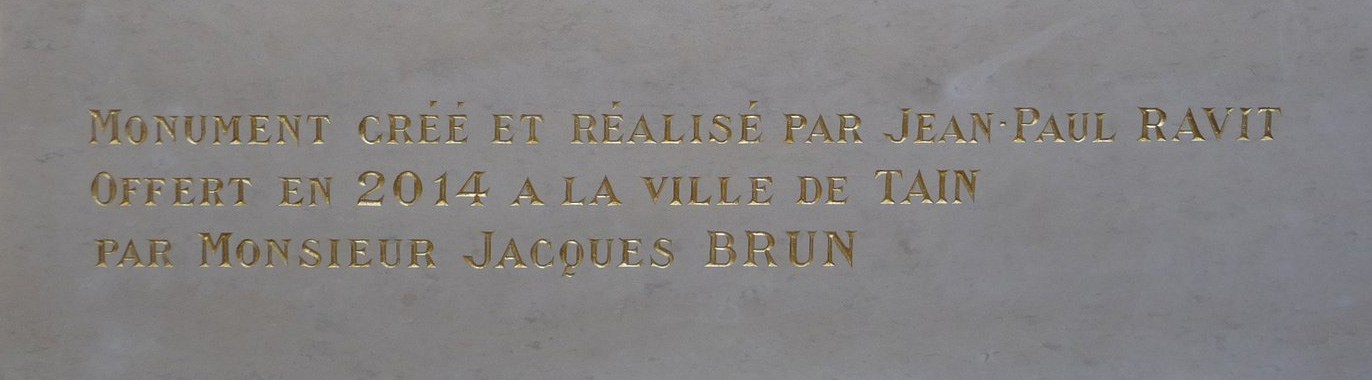 MONUMENT CRÉÉ ET RÉALISÉ PAR JEAN-PAUL RAVIT
OFFERT EN 2014 A LA VILLE DE TAIN
PAR MONSIEUR JACQUES BRUN